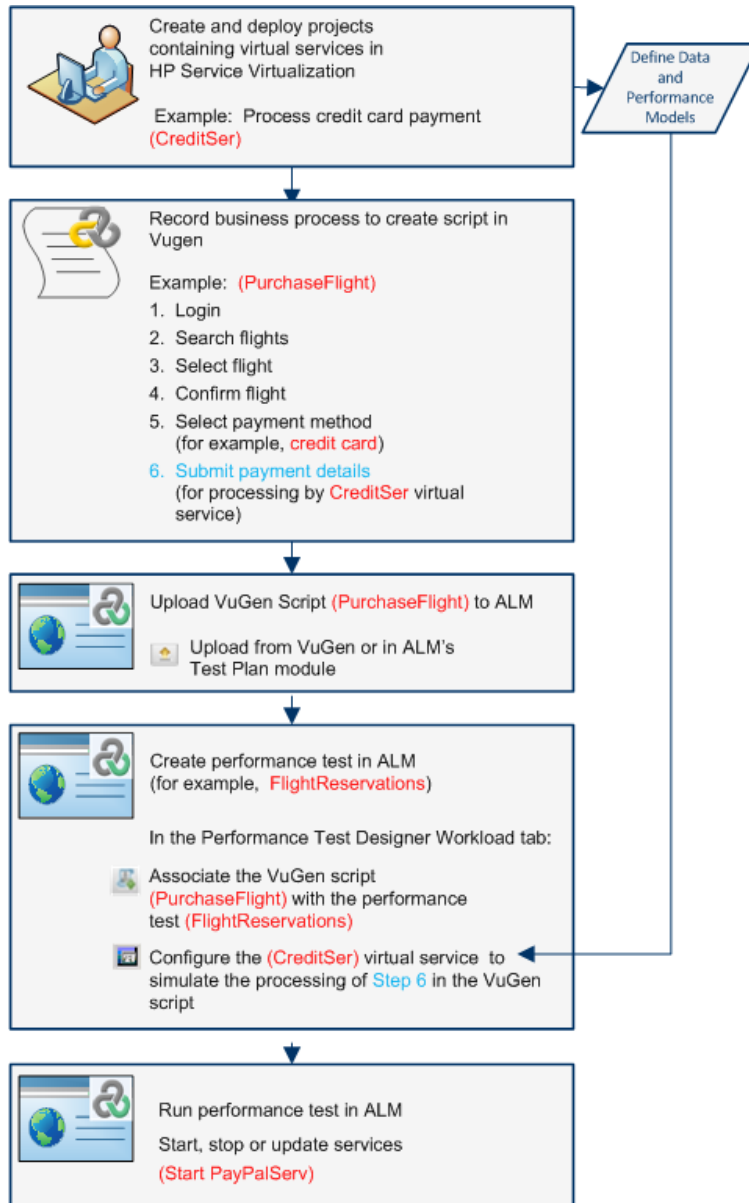 Create and deploy projects
containing virtual services in
HP Service Virtualization
Example: Process credit card payment
(CreditSer)
Define Data
and
Performance
Models
Record business process to create script in
Vugen
Example: (PurchaseFlight)
1. Login
2. Search flights
3. Select flight
4. Confirm flight
5. Select payment method
(for example, credit card)
6. Submit payment details
(for processing by CreditSer virtual
service)
Upload VuGen Script (PurchaseFlight) to ALM
Upload from VuGen or in ALM's
Test Plan module
Create performance test in ALM
(for example, FlightReservations)
In the Performance Test Designer Workload tab:
Associate the VuGen script
(PurchaseFlight) with the performance
test (FlightReservations)
Configure the (CreditSer) virtual service to
simulate the processing of Step 6 in the VuGen
script
Run performance test in ALM
Start, stop or update services
(Start PayPalServ)